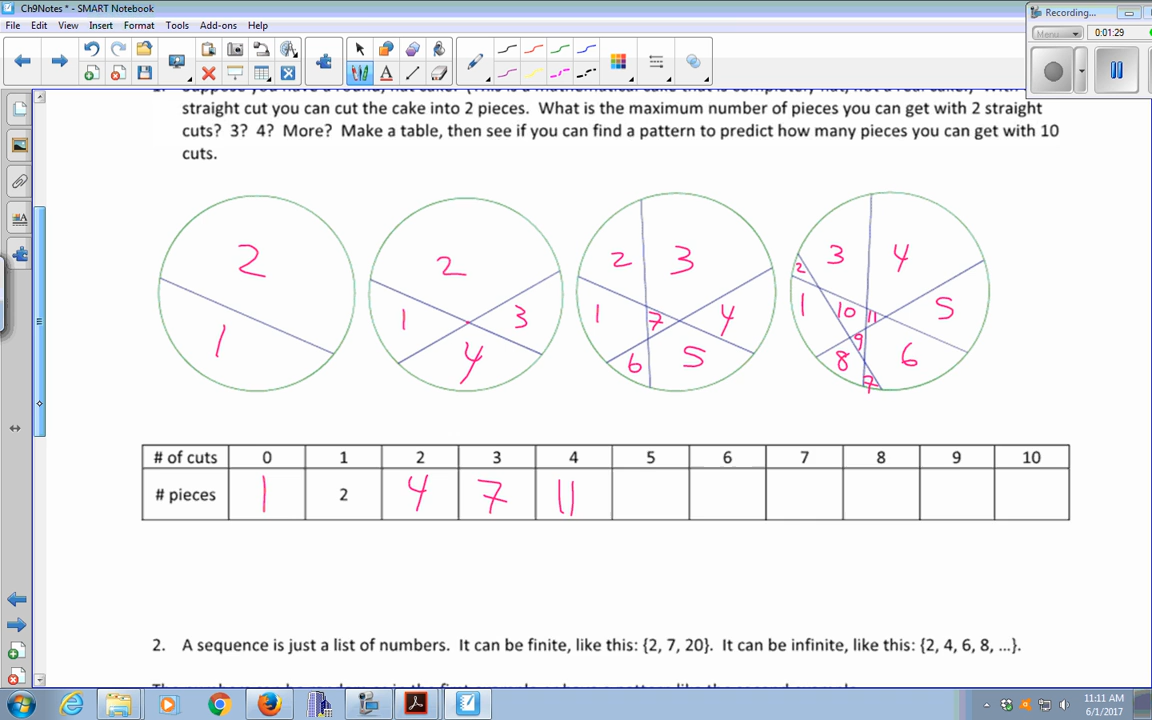 Ch9Notes * - SMART Notebook
Recording...
File Edit View Insert Format Tools Add-ons Help
Menu 0:01:29
straight cut you can cut the cake into 2 pieces. What is the maximum number of pieces you can get with 2 straight
cuts? 3? 4? More? Make a table, then see if you can find a pattern to predict how many pieces you can get with 10
cuts.
2
1
2
1 3
4
2 3
1 7 4
6 5
3 4
2
1 10 11 5
9
8 6
7
# of cuts 0 1 2 3 4 5 6 7 8 9 10
# pieces 1 2 4 7 11
2. A sequence is just a list of numbers. It can be finite, like this: {2, 7, 20}. It can be infinite, like this: {2, 4, 6, 8, ...}.
11:11 AM
6/1/2017